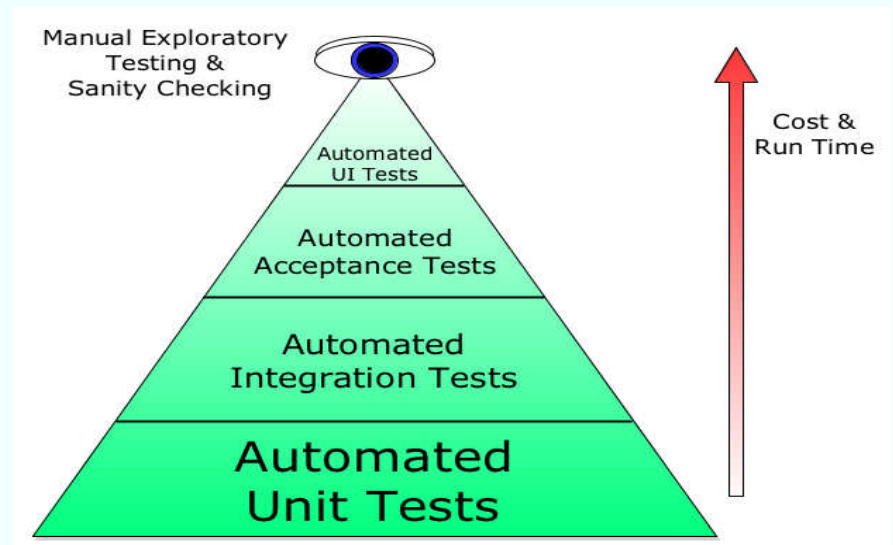 Manual Exploratory
Testing &
Sanity Checking
Cost &
Run Time
Automated
UI Tests
Automated
Acceptance Tests
Automated
Integration Tests
Automated
Unit Tests